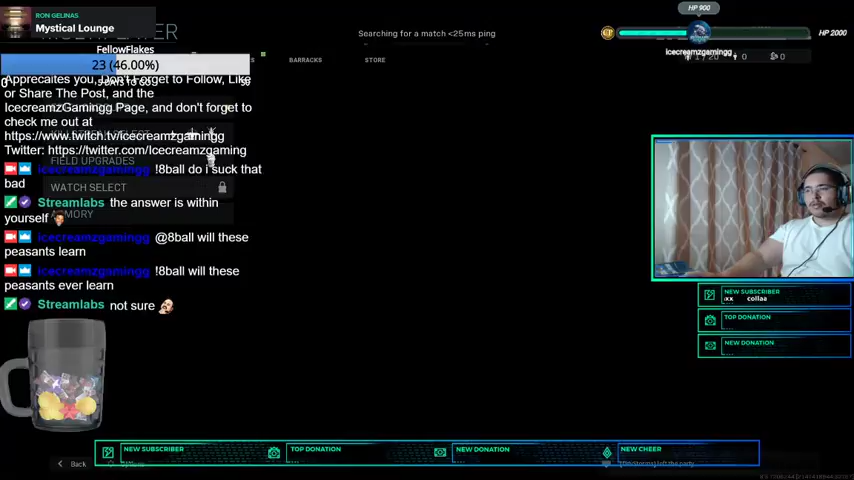 RON GELINAS
Mystical Lounge
FellowFlakes
23 (46.00%)
Searching for a match <25ms ping
BARRACKS
STORE
HP 900
HP 2000
icecreamzgamingg
Appreciates you, Don't Forget to Follow, Like
or Share The Post, and the
IcecreamzGamingg Page, and don't forget to
check me out at
https://www.twitch.tv/icecreamzgamingg
Twitter: https://twitter.com/Icecreamzgaming
FIELD UPGRADES
icecreamzgamingg !8ball do i suck that
bad
WATCH SELECT
Streamlabs the answer is within
yourself
ARMORY
icecreamzgamingg @8ball will these
peasants learn
icecreamzgamingg !8ball will these
peasants ever learn
Streamlabs not sure
NEW SUBSCRIBER
collaa
TOP DONATION
NEW DONATION
NEW SUBSCRIBER
TOP DONATION
NEW DONATION
NEW CHEER
Back